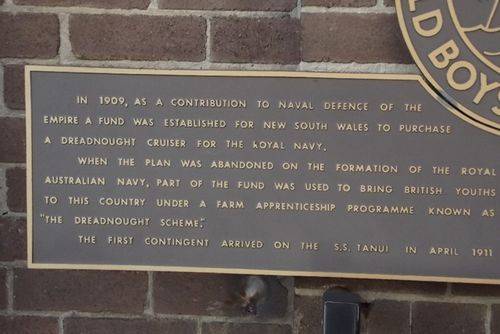 LD BOYS
IN 1909, AS A CONTRIBUTION TO NAVAL DEFENCE OF THE
EMPIRE A FUND WAS ESTABLISHED FOR NEW SOUTH WALES TO PURCHASE
A DREADNOUGHT CRUISER FOR THE ROYAL NAVY.
WHEN THE PLAN WAS ABANDONED ON THE FORMATION OF THE ROYAL
AUSTRALIAN NAVY, PART OF THE FUND WAS USED TO BRING BRITISH YOUTHS
TO THIS COUNTRY UNDER A FARM APPRENTICESHIP PROGRAMME KNOWN AS
"THE DREADNOUGHT SCHEME."
THE FIRST CONTINGENT ARRIVED ON THE S.S. TANUI IN APRIL 1911